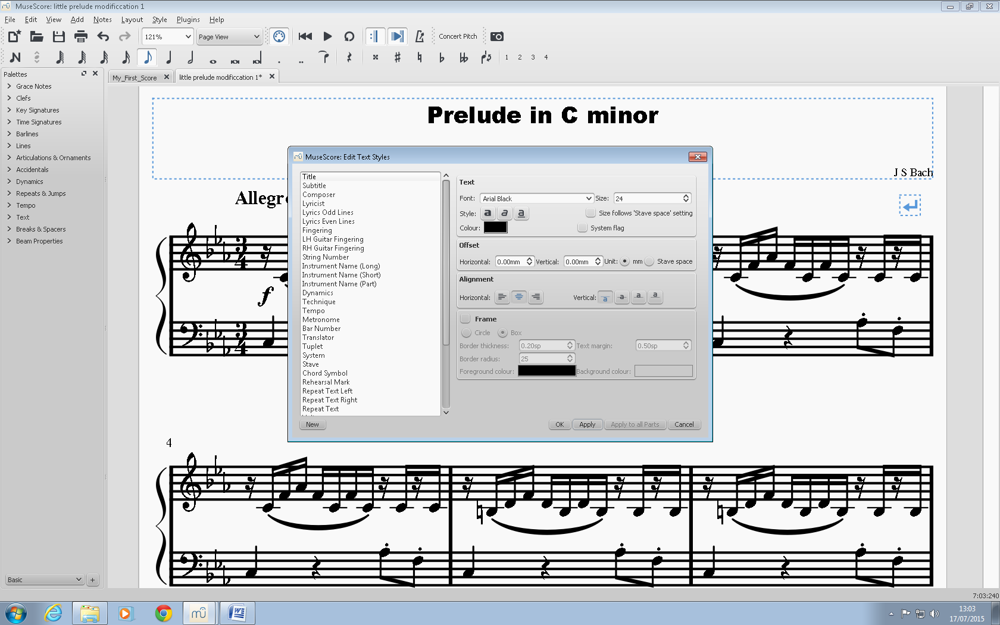 MuseScore: little prelude modificcation 1
File Edit View Add Notes Layout Style Plugins Help
121% Page View Concert Pitch
1 2 3 4
Palettes
Grace Notes
Clefs
Key Signatures
Time Signatures
Barlines
Lines
Articulations & Ornaments
Accidentals
Dynamics
Repeats & Jumps
Tempo
Text
Breaks & Spacers
Beam Properties
Basic
My_First_Score little prelude modificcation 1*
Prelude in C minor
J S Bach
Allegro
MuseScore: Edit Text Styles
Title
Subtitle
Composer
Lyricist
Lyrics Odd Lines
Lyrics Even Lines
Fingering
LH Guitar Fingering
RH Guitar Fingering
String Number
Instrument Name (Long)
Instrument Name (Short)
Instrument Name (Part)
Dynamics
Technique
Tempo
Metronome
Bar Number
Translator
Tuplet
System
Stave
Chord Symbol
Rehearsal Mark
Repeat Text Left
Repeat Text Right
Repeat Text
New
Text
Font: Arial Black Size: 24
Style: a a a Size follows 'Stave space' setting
Colour: System flag
Offset
Horizontal: 0.00mm Vertical: 0.00mm Unit: mm Stave space
Alignment
Horizontal: Vertical: a a a a
Frame
Circle Box
Border thickness: 0.20sp Text margin: 0.50sp
Border radius: 25
Foreground colour: Background colour:
OK Apply Apply to all Parts Cancel
3
4
f
3
4
4
7:03:240
13:03
17/07/2015